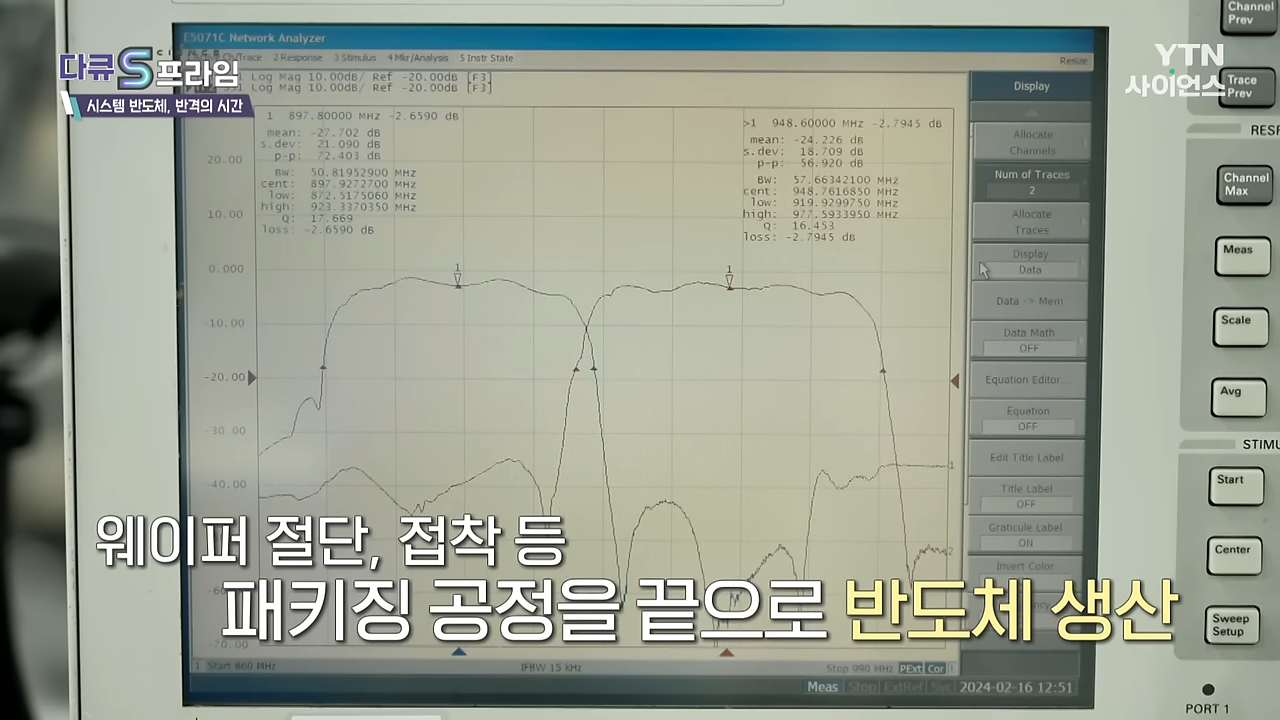 E5071C Network Analyzer
다큐S프라임
시스템 반도체, 반격의 시간
YTN
사이언스
2 Response 3 Stimulus 4 Mkr/Analysis 5 Instr State
Resize
Log Mag 10.00dB/ Ref -20.00dB [F3]
Log Mag 10.00dB/ Ref -20.00dB [F3]
1 897.80000 MHz -2.6590 dB
mean: -27.702 dB
s.dev: 21.090 dB
p-p: 72.403 dB
BW: 50.81952900 MHz
cent: 897.9272700 MHz
low: 872.5175060 MHz
high: 923.3370350 MHz
Q: 17.669
loss: -2.6590 dB
>1 948.60000 MHz -2.7945 dB
mean: -24.226 dB
s.dev: 18.709 dB
p-p: 56.920 dB
BW: 57.66342100 MHz
cent: 948.7616850 MHz
low: 919.9299750 MHz
high: 977.5933950 MHz
Q: 16.453
loss: -2.7945 dB
20.00
10.00
0.000
-10.00
-20.00
-30.00
-40.00
-70.00
1
1
1
2
Display
Allocate
Channels
Num of Traces
2
Allocate
Traces
Display
Data
Data -> Mem
Data Math
OFF
Equation Editor...
Equation
OFF
Edit Title Label
Title Label
OFF
Graticule Label
ON
Invert Color
웨이퍼 절단, 접착 등
패키징 공정을 끝으로 반도체 생산
1 Start 860 MHz
IFBW 15 kHz
Stop 990 MHz PExt Cor
Meas Stop ExtRef Svc 2024-02-16 12:51
Channel
Prev
Trace
Prev
Channel
Max
Meas
Scale
Avg
Start
Center
Sweep
Setup
PORT 1